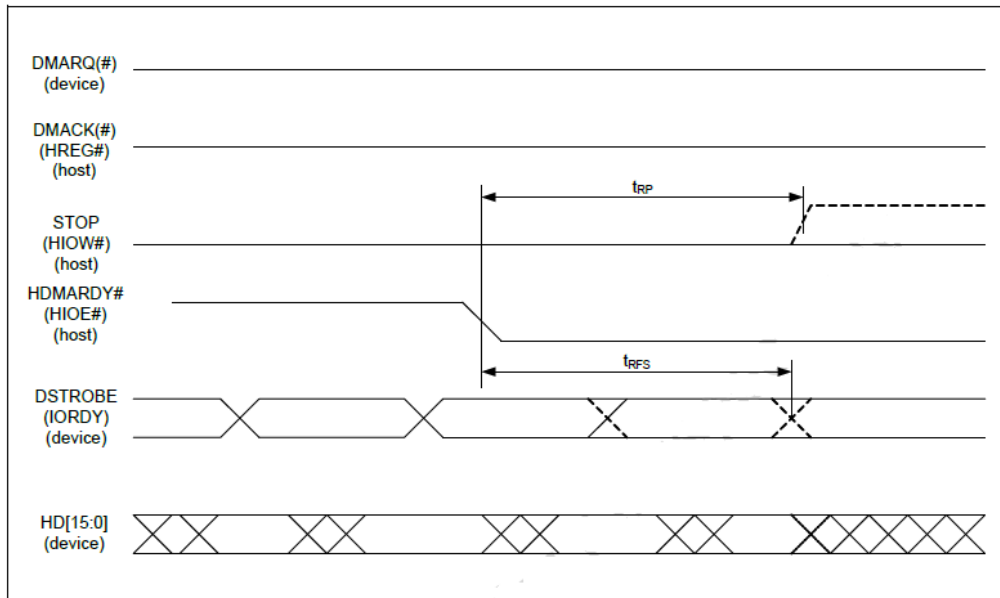 DMARQ(#)
(device)
DMACK(#)
(HREG#)
(host)
tRP
STOP
(HIOW#)
(host)
HDMARDY#
(HIOE#)
(host)
tRFS
DSTROBE
(IORDY)
(device)
HD[15:0]
(device)